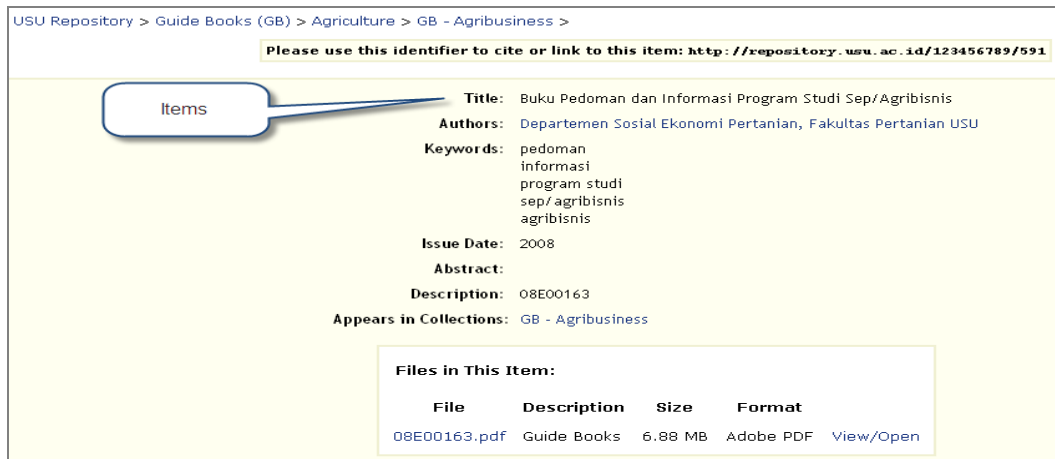 USU Repository > Guide Books (GB) > Agriculture > GB - Agribusiness >
Please use this identifier to cite or link to this item: http://repository.usu.ac.id/123456789/591
Items
Title: Buku Pedoman dan Informasi Program Studi Sep/Agribisnis
Authors: Departemen Sosial Ekonomi Pertanian, Fakultas Pertanian USU
Keywords: pedoman
informasi
program studi
sep/agribisnis
agribisnis
Issue Date: 2008
Abstract:
Description: 08E00163
Appears in Collections: GB - Agribusiness
Files in This Item:
File Description Size Format
08E00163.pdf Guide Books 6.88 MB Adobe PDF View/Open